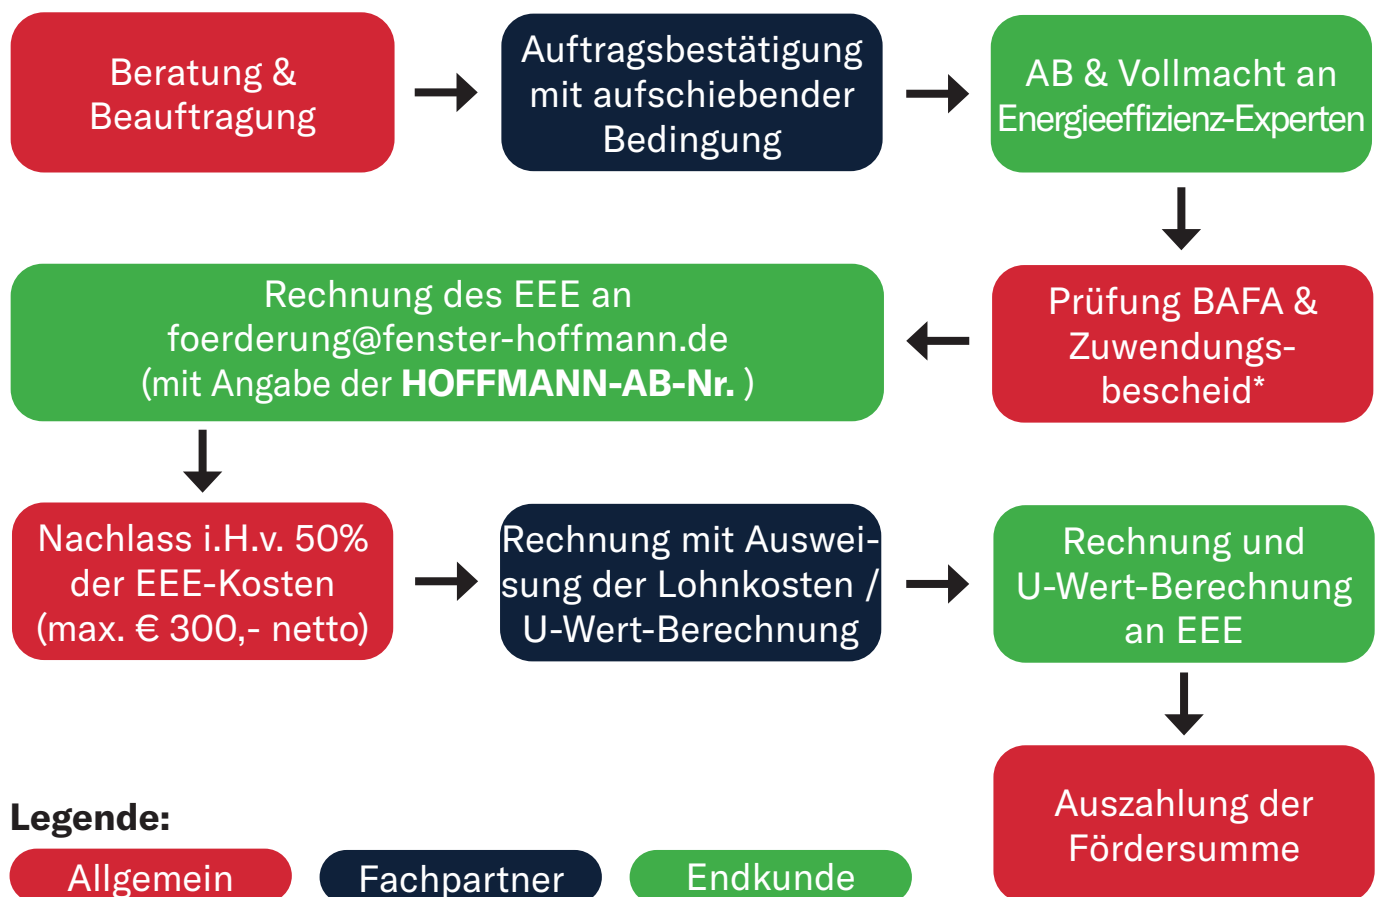 Beratung &
Beauftragung
Auftragsbestätigung
mit aufschiebender
Bedingung
AB & Vollmacht an
Energieeffizienz-Experten
Prüfung BAFA &
Zuwendungs-
bescheid*
Rechnung des EEE an
foerderung@fenster-hoffmann.de
(mit Angabe der HOFFMANN-AB-Nr. )
Nachlass i.H.v. 50%
der EEE-Kosten
(max. € 300,- netto)
Rechnung mit Auswei-
sung der Lohnkosten /
U-Wert-Berechnung
Rechnung und
U-Wert-Berechnung
an EEE
Auszahlung der
Fördersumme
Legende:
Allgemein
Fachpartner
Endkunde